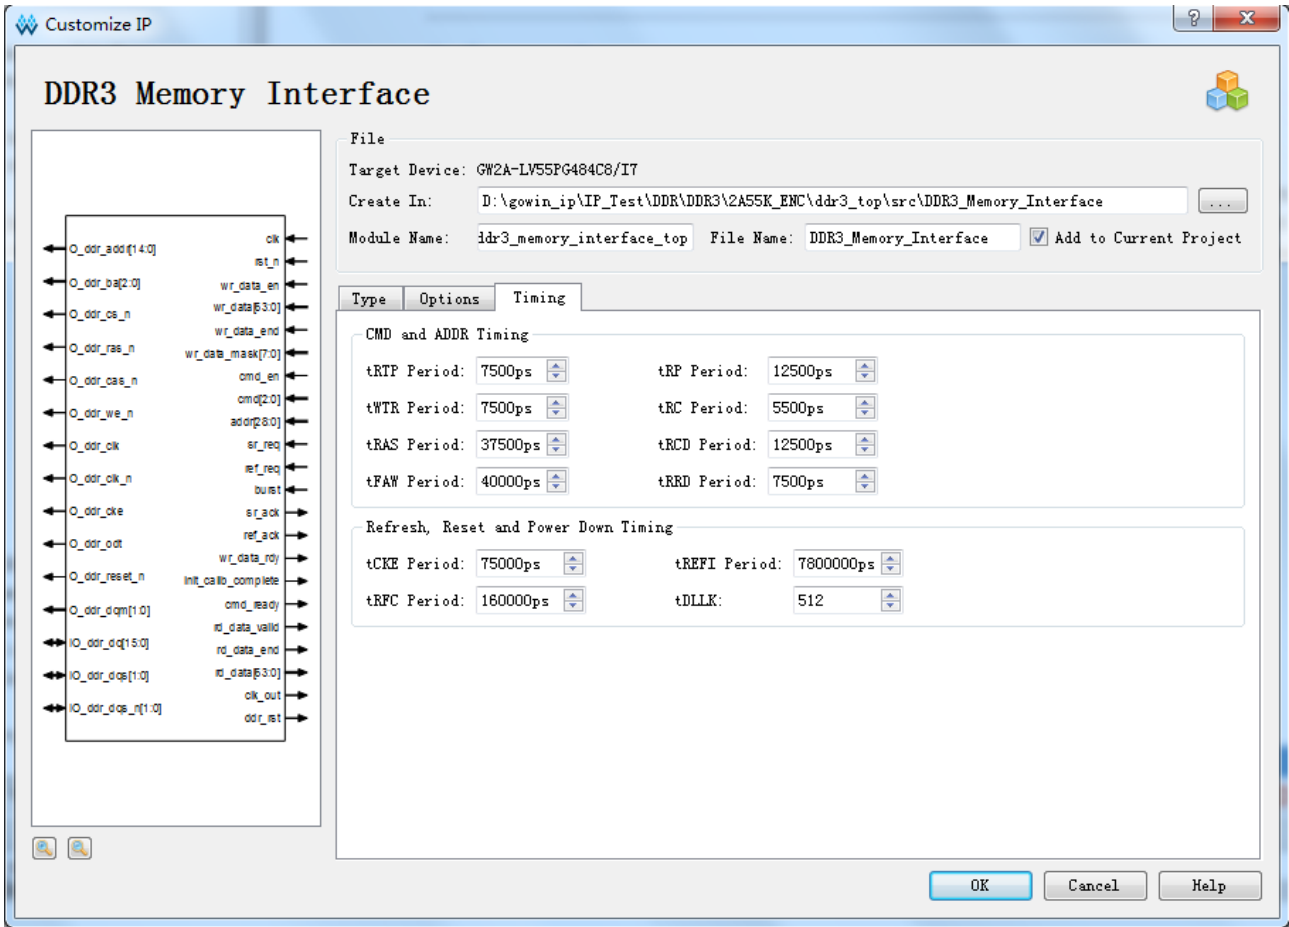 Customize IP
?
DDR3 Memory Interface
File
Target Device: GW2A-LV55PG484C8/I7
Create In: D:\gowin_ip\IP_Test\DDR\DDR3\2A55K_ENC\ddr3_top\src\DDR3_Memory_Interface ...
Module Name: ddr3_memory_interface_top File Name: DDR3_Memory_Interface Add to Current Project
Type Options Timing
CMD and ADDR Timing
tRTP Period: 7500ps tRP Period: 12500ps
tWTR Period: 7500ps tRC Period: 5500ps
tRAS Period: 37500ps tRCD Period: 12500ps
tFAW Period: 40000ps tRRD Period: 7500ps
Refresh, Reset and Power Down Timing
tCKE Period: 75000ps tREFI Period: 7800000ps
tRFC Period: 160000ps tDLLK: 512
O_ddr_addr[14:0]
O_ddr_ba[2:0]
O_ddr_cs_n
O_ddr_ras_n
O_ddr_cas_n
O_ddr_we_n
O_ddr_clk
O_ddr_clk_n
O_ddr_cke
O_ddr_odt
O_ddr_reset_n
O_ddr_dqm[1:0]
IO_ddr_dq[15:0]
IO_ddr_dqs[1:0]
IO_ddr_dqs_n[1:0]
clk
rst_n
wr_data_en
wr_data[63:0]
wr_data_end
wr_data_mask[7:0]
cmd_en
cmd[2:0]
addr[28:0]
sr_req
ref_req
burst
sr_ack
ref_ack
wr_data_rdy
init_calib_complete
cmd_ready
rd_data_valid
rd_data_end
rd_data[63:0]
clk_out
ddr_rst
OK Cancel Help